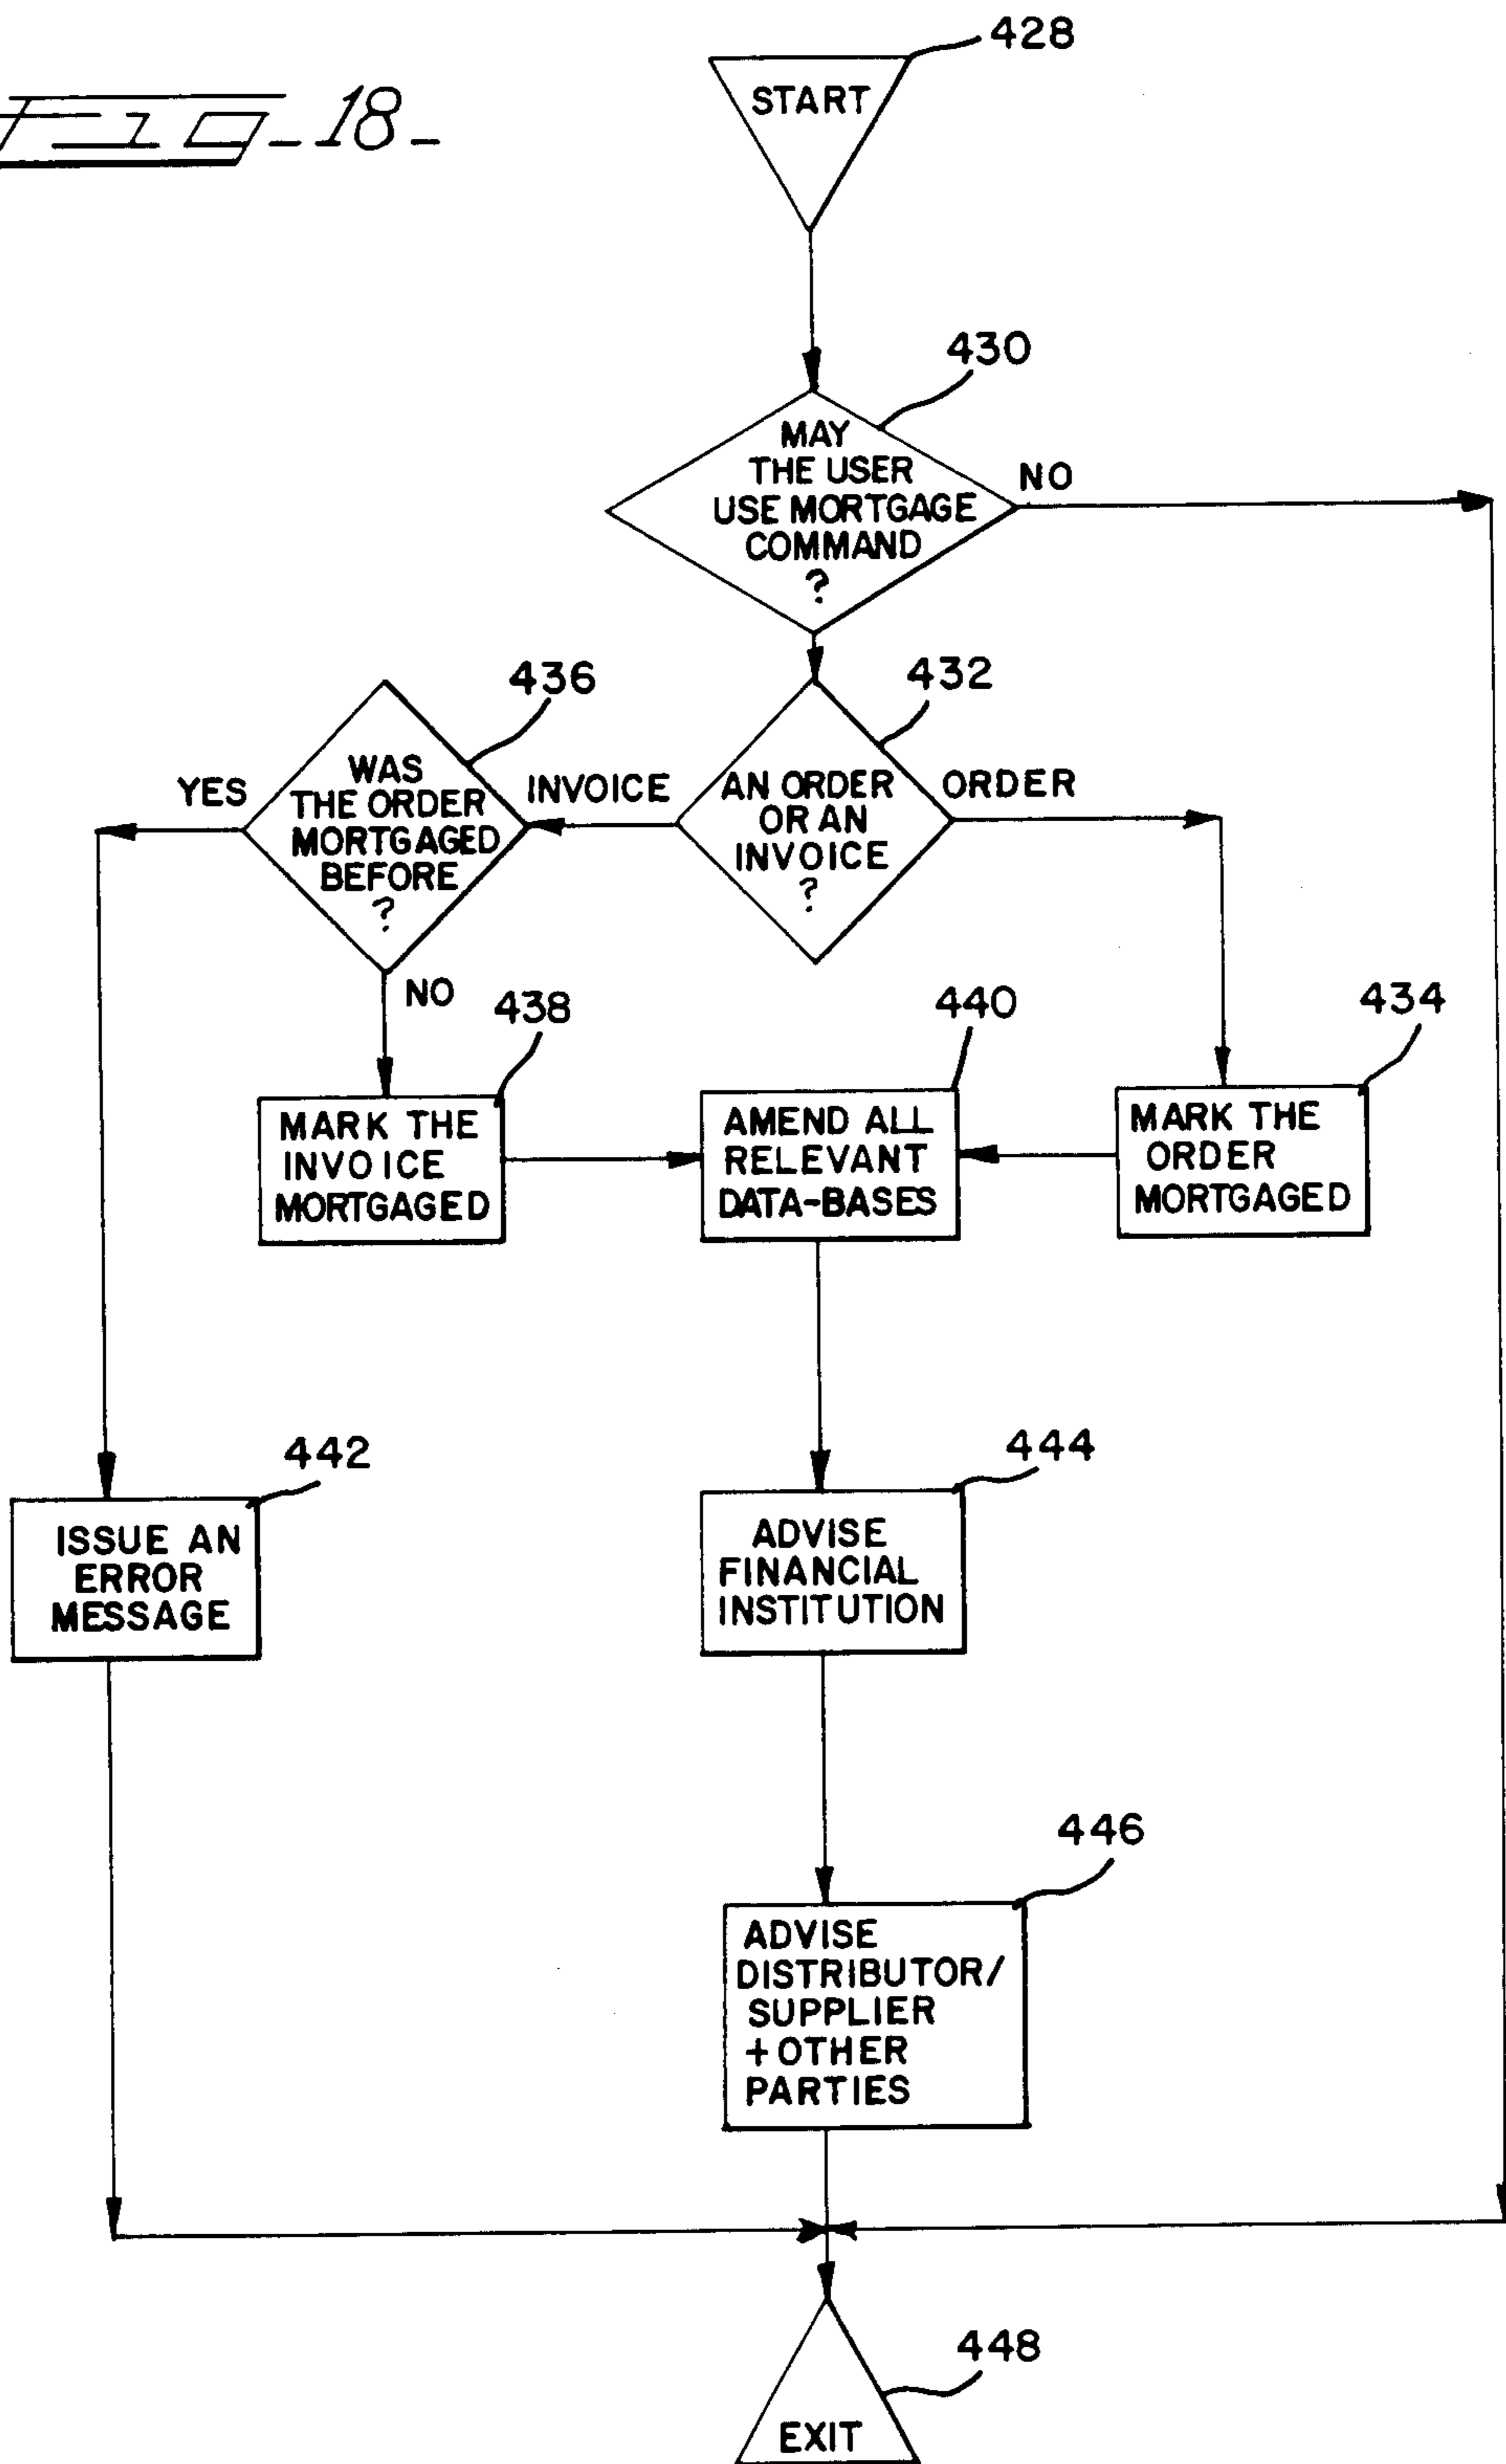 FIG-18-
428
START
430
MAY
THE USER
USE MORTGAGE
COMMAND
?
NO
436
432
WAS
THE ORDER
MORTGAGED
BEFORE
?
YES
INVOICE
AN ORDER
OR AN
INVOICE
?
ORDER
NO
438
440
434
MARK THE
INVOICE
MORTGAGED
AMEND ALL
RELEVANT
DATA-BASES
MARK THE
ORDER
MORTGAGED
442
444
ISSUE AN
ERROR
MESSAGE
ADVISE
FINANCIAL
INSTITUTION
446
ADVISE
DISTRIBUTOR/
SUPPLIER
+OTHER
PARTIES
448
EXIT